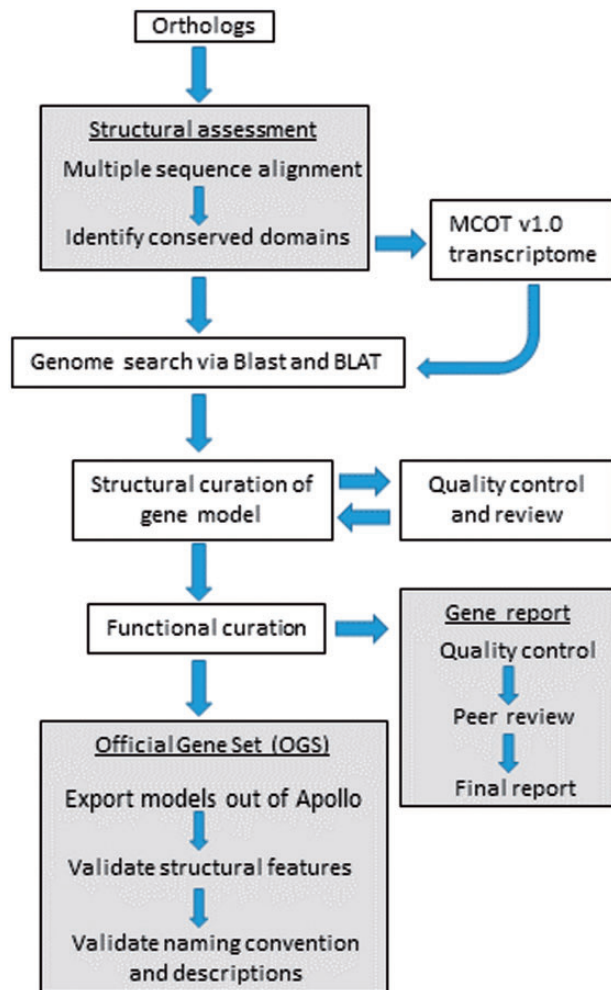 Orthologs
Structural assessment
Multiple sequence alignment
Identify conserved domains
MCOT v1.0
transcriptome
Genome search via Blast and BLAT
Structural curation of
gene model
Quality control
and review
Functional curation
Gene report
Quality control
Peer review
Final report
Official Gene Set (OGS)
Export models out of Apollo
Validate structural features
Validate naming convention
and descriptions